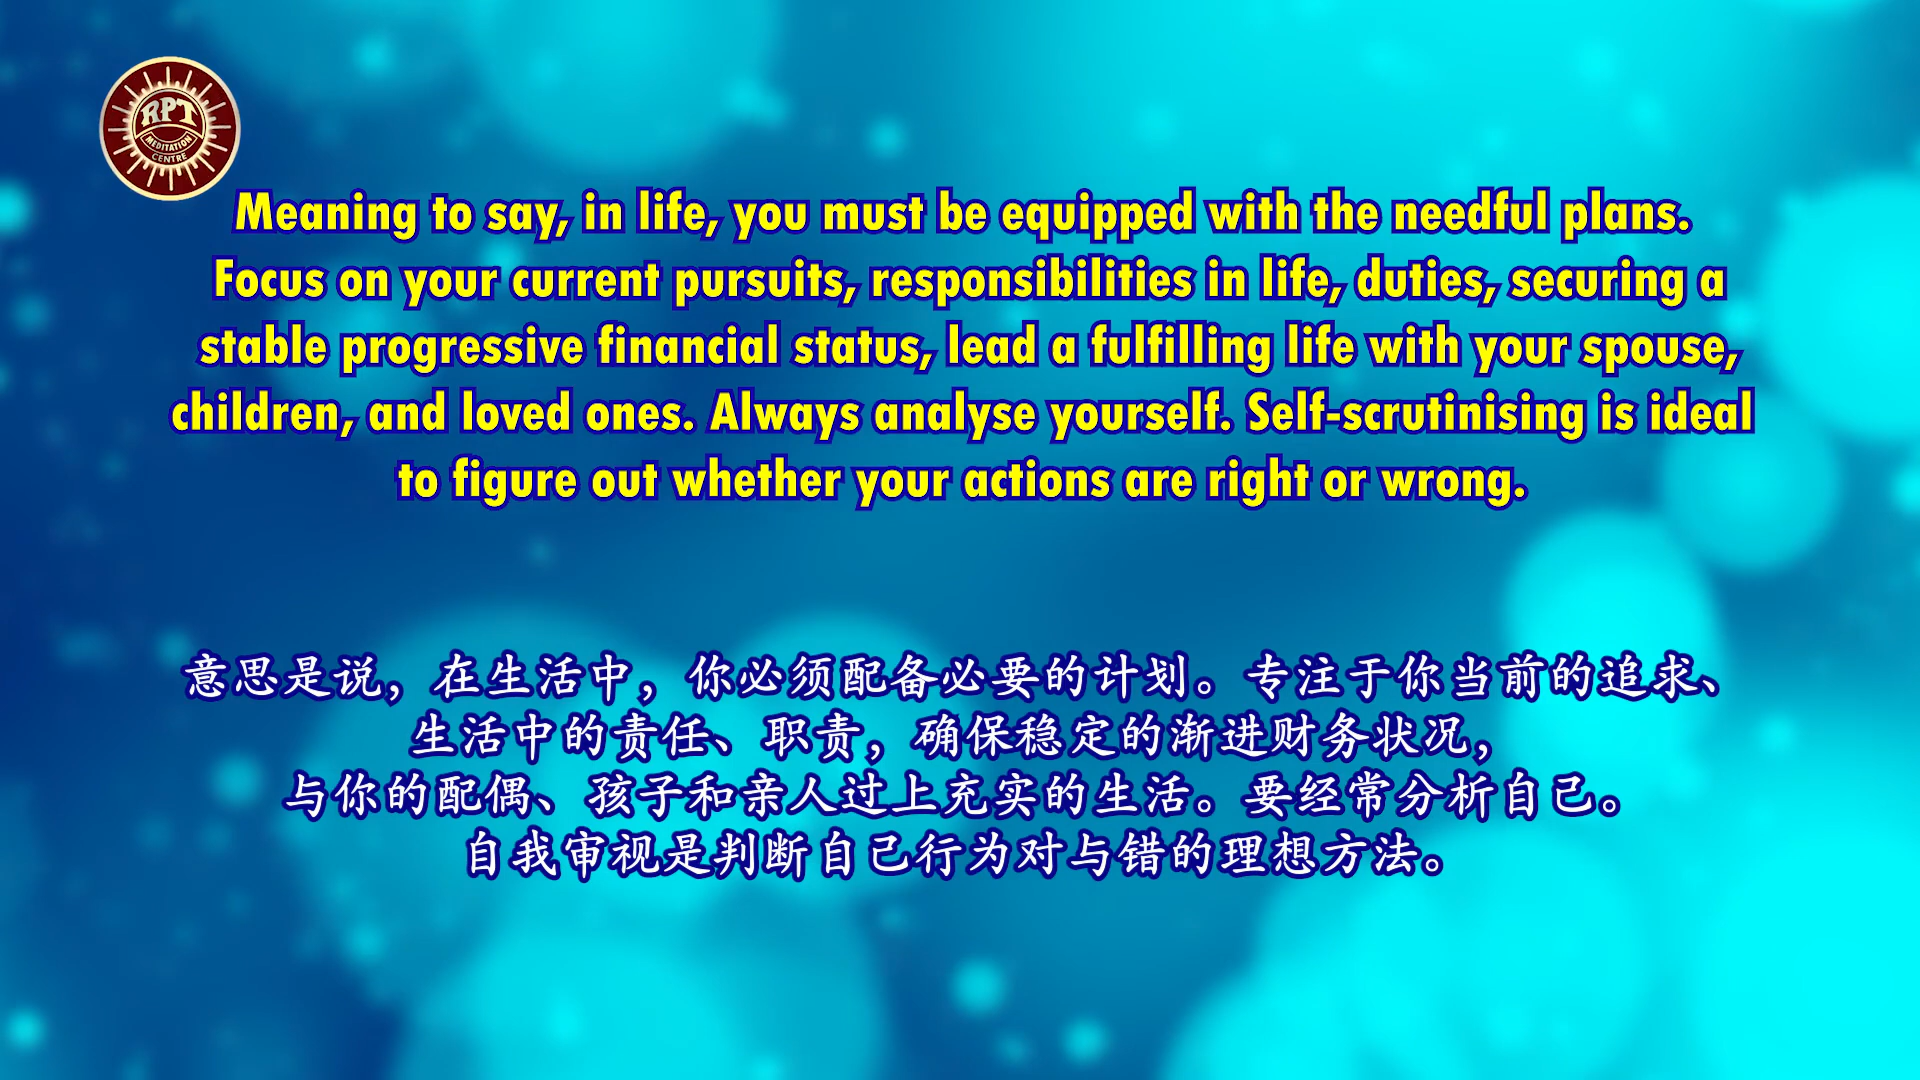 RPT
MEDITATION
CENTRE
Meaning to say, in life, you must be equipped with the needful plans.
Focus on your current pursuits, responsibilities in life, duties, securing a
stable progressive financial status, lead a fulfilling life with your spouse,
children, and loved ones. Always analyse yourself. Self-scrutinising is ideal
to figure out whether your actions are right or wrong.
意思是说，在生活中，你必须配备必要的计划。专注于你当前的追求、
生活中的责任、职责，确保稳定的渐进财务状况，
与你的配偶、孩子和亲人过上充实的生活。要经常分析自己。
自我审视是判断自己行为对与错的理想方法。